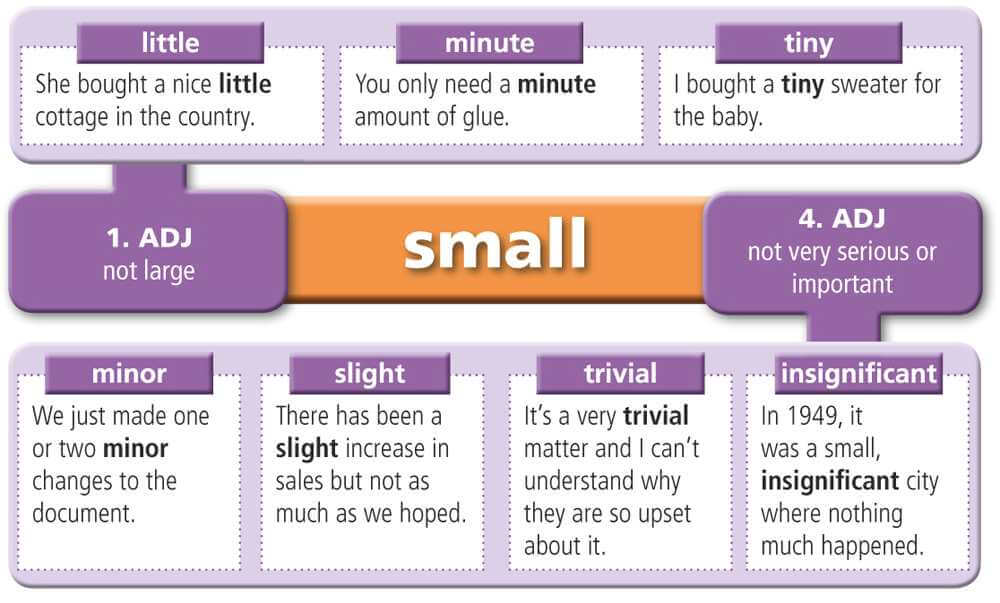 little
She bought a nice little
cottage in the country.
minute
You only need a minute
amount of glue.
tiny
I bought a tiny sweater for
the baby.
1. ADJ
not large
small
4. ADJ
not very serious or
important
minor
We just made one
or two minor
changes to the
document.
slight
There has been a
slight increase in
sales but not as
much as we hoped.
trivial
It’s a very trivial
matter and I can’t
understand why
they are so upset
about it.
insignificant
In 1949, it
was a small,
insignificant city
where nothing
much happened.